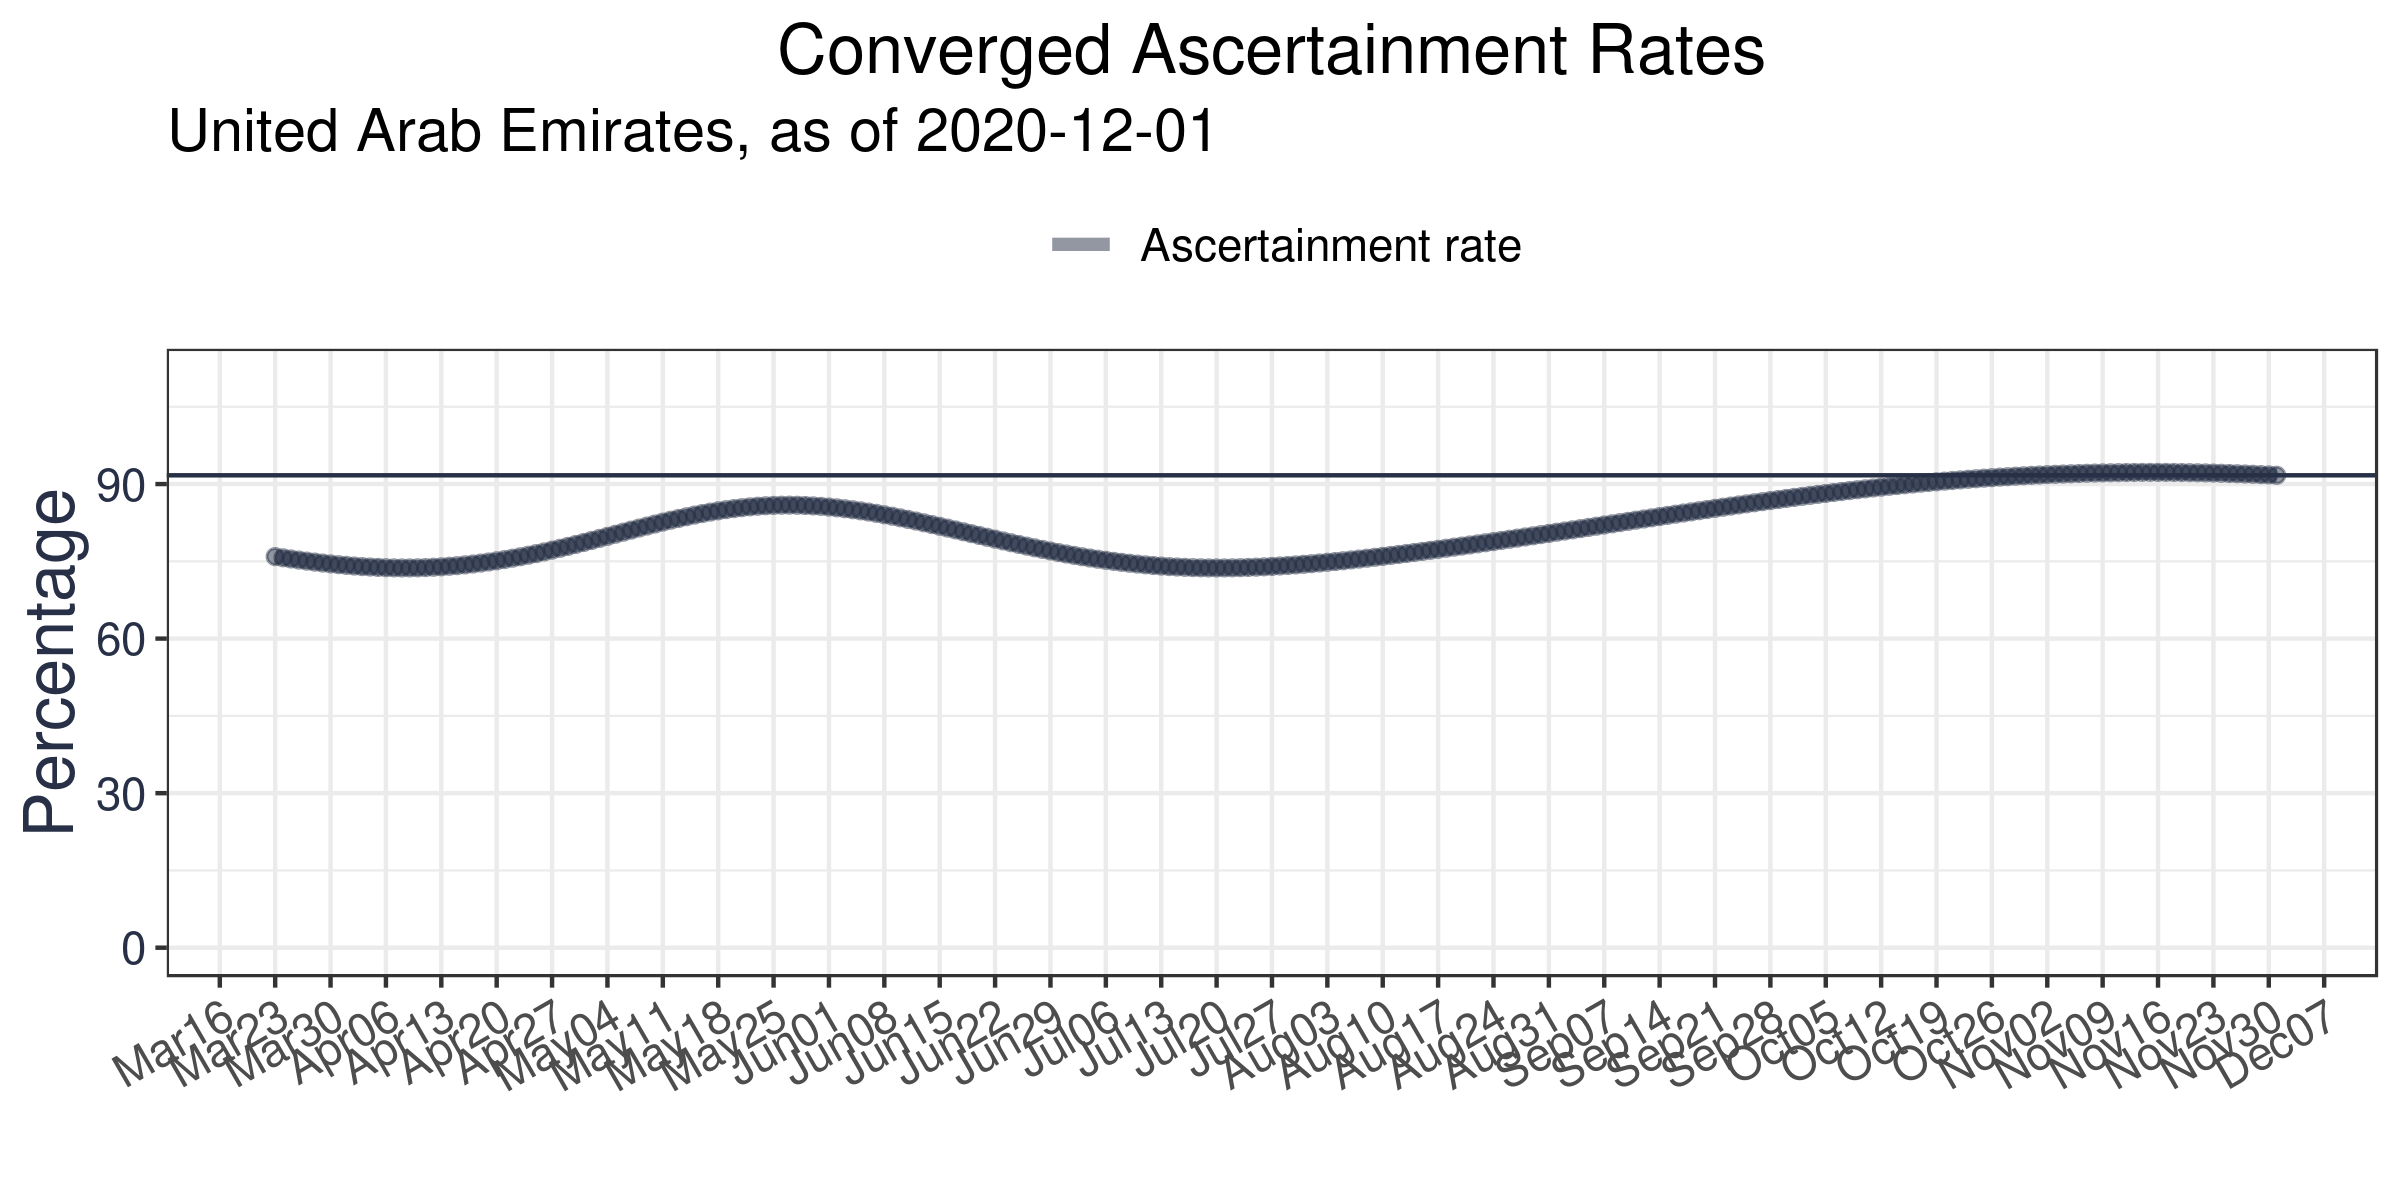 Converged Ascertainment Rates
United Arab Emirates, as of 2020-12-01
Ascertainment rate
Percentage
90
60
30
0
Mar16
Mar23
Mar30
Apr06
Apr13
Apr20
Apr27
May04
May11
May18
May25
Jun01
Jun08
Jun15
Jun22
Jun29
Jul06
Jul13
Jul20
Jul27
Aug03
Aug10
Aug17
Aug24
Aug31
Sep07
Sep14
Sep21
Sep28
Oct05
Oct12
Oct19
Oct26
Nov02
Nov09
Nov16
Nov23
Nov30
Dec07